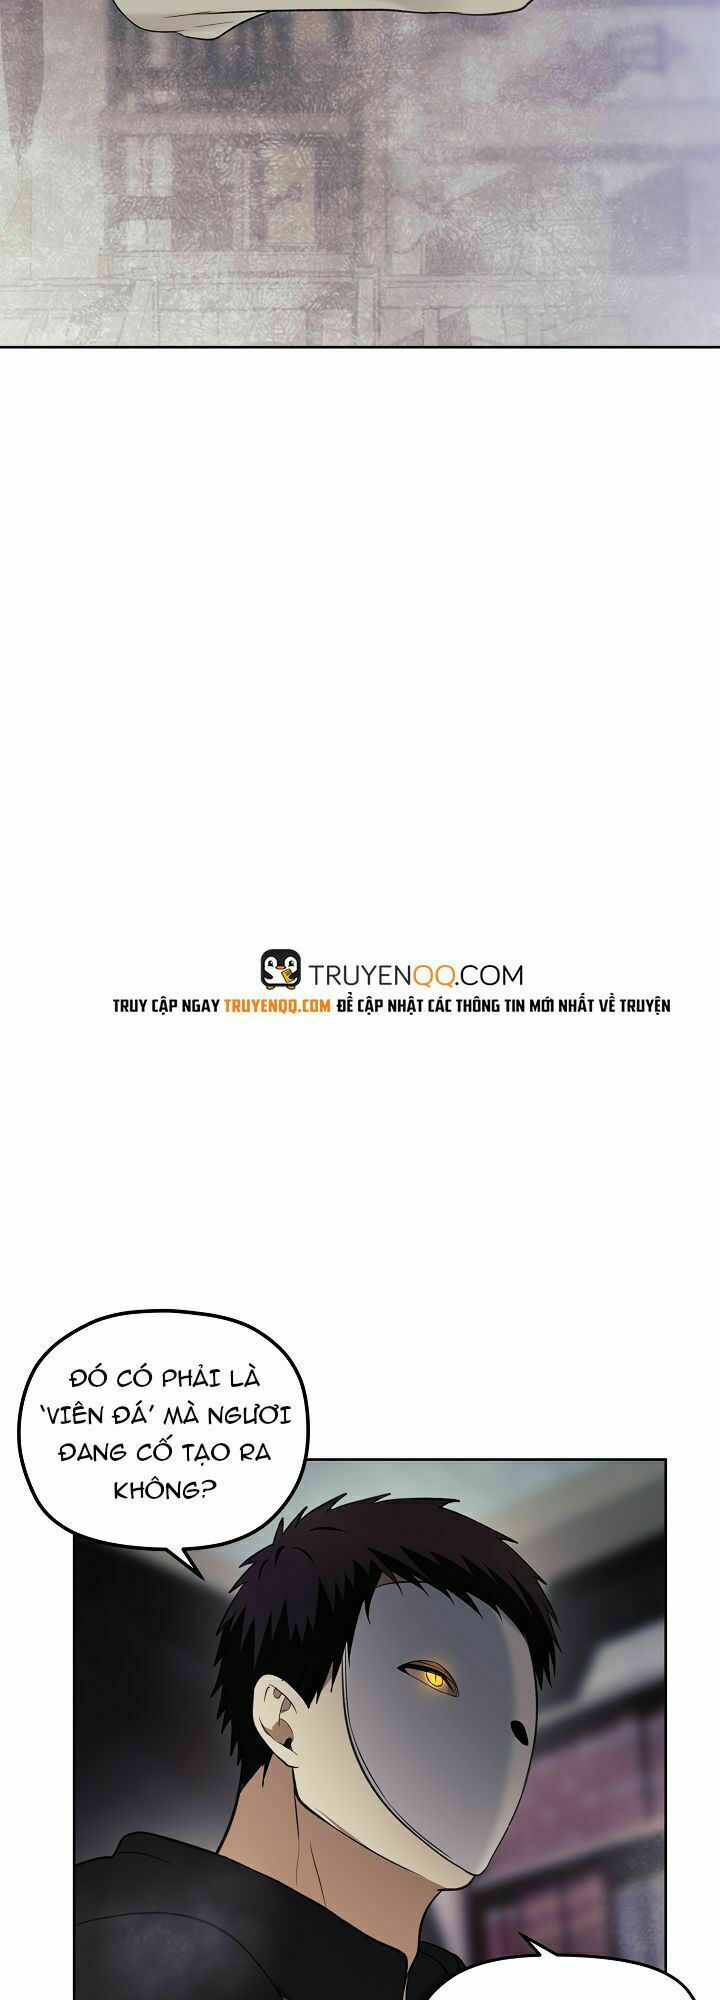 TRUYENQQ.COM
TRUY CẬP NGAY TRUYENQQ.COM ĐỂ CẬP NHẬT CÁC THÔNG TIN MỚI NHẤT VỀ TRUYỆN
ĐÓ CÓ PHẢI LÀ
'VIÊN ĐÁ' MÀ NGƯƠI
ĐANG CỐ TẠO RA
KHÔNG?